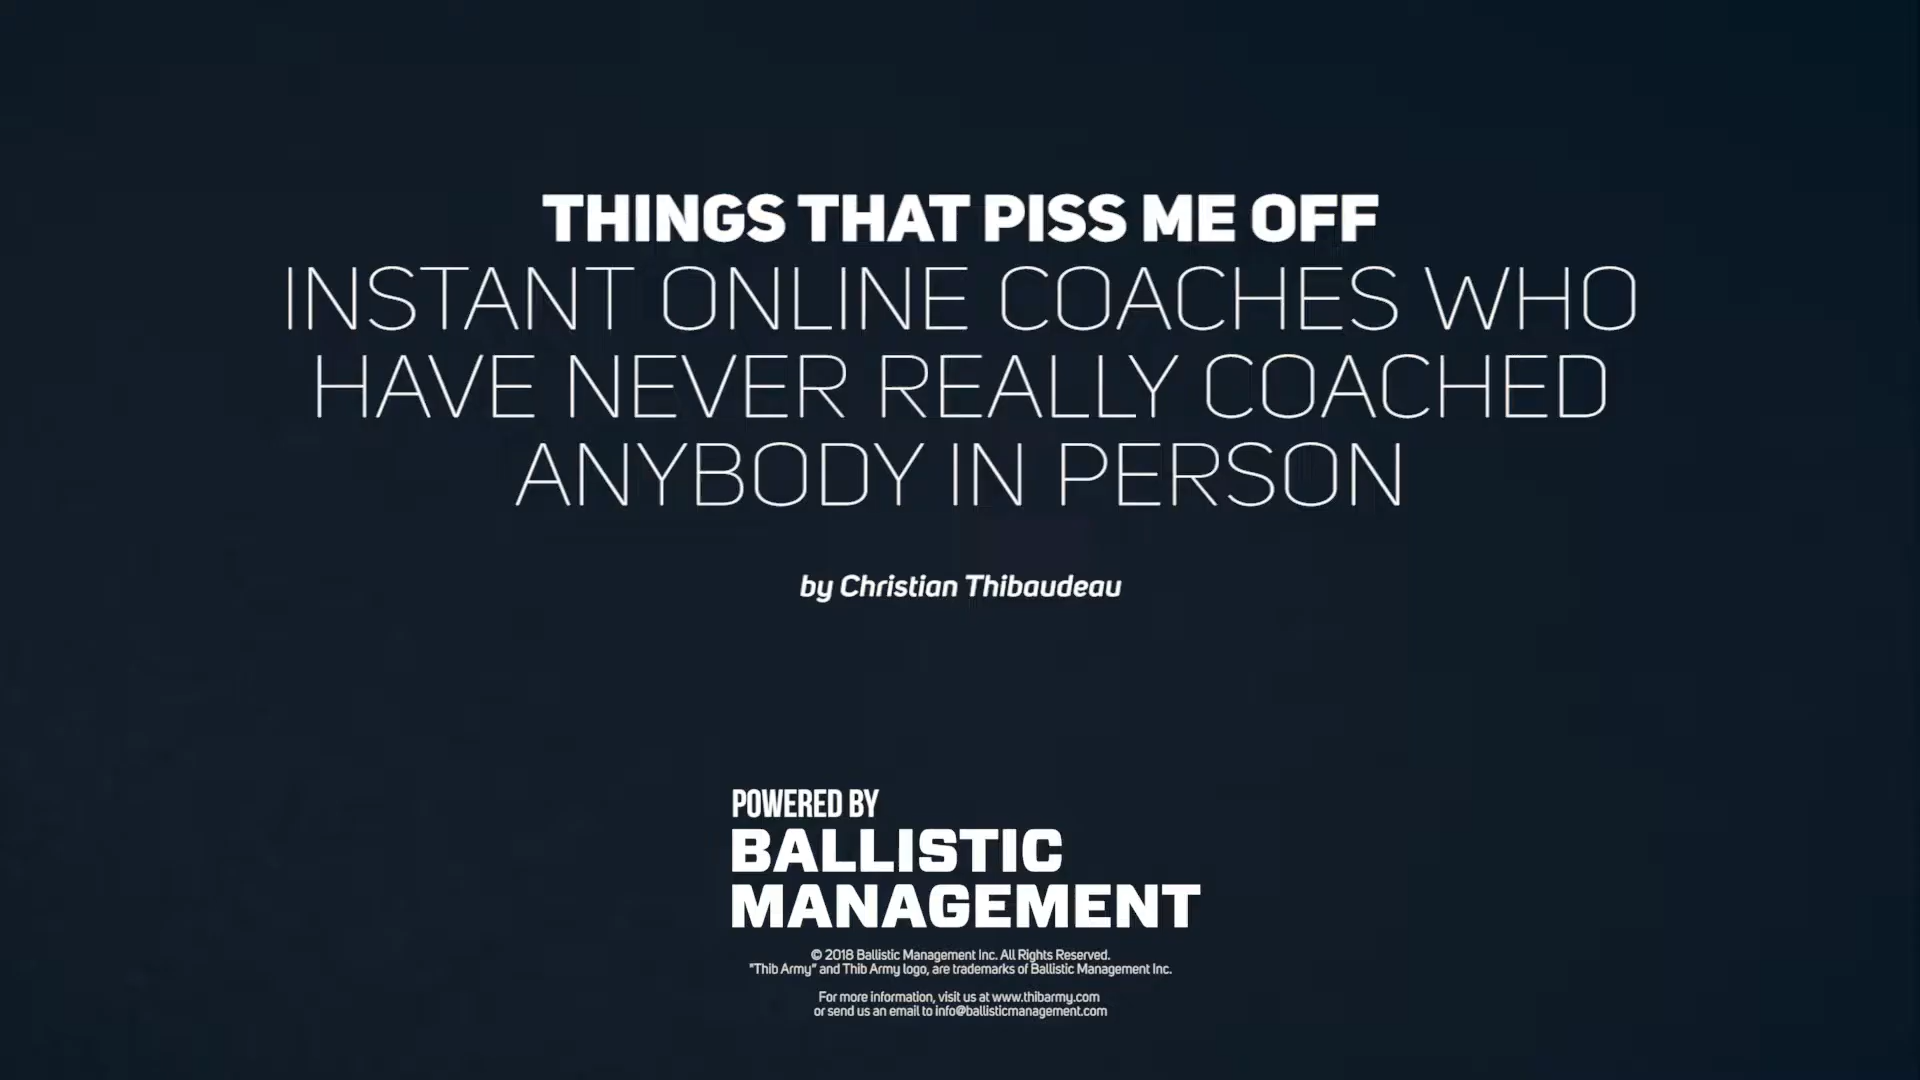 THINGS THAT PISS ME OFF
INSTANT ONLINE COACHES WHO
HAVE NEVER REALLY COACHED
ANYBODY IN PERSON
by Christian Thibaudeau
POWERED BY
BALLISTIC
MANAGEMENT
© 2018 Ballistic Management Inc. All Rights Reserved.
"Thib Army" and Thib Army logo, are trademarks of Ballistic Management Inc.
For more information, visit us at www.thibarmy.com
or send us an email to info@ballisticmanagement.com